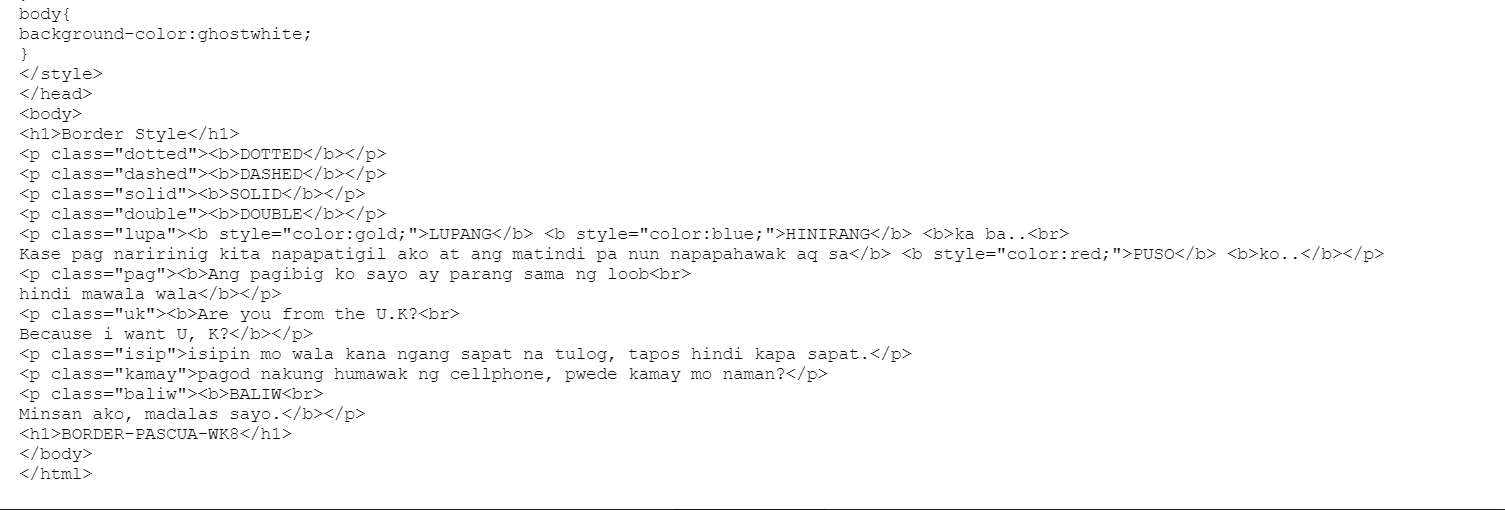 body{
background-color:ghostwhite;
}
</style>
</head>
<body>
<h1>Border Style</h1>
<p class="dotted"><b>DOTTED</b></p>
<p class="dashed"><b>DASHED</b></p>
<p class="solid"><b>SOLID</b></p>
<p class="double"><b>DOUBLE</b></p>
<p class="lupa"><b style="color:gold;">LUPANG</b> <b style="color:blue;">HINIRANG</b> <b>ka ba..<br>
Kase pag naririnig kita napapatigil ako at ang matindi pa nun napapahawak aq sa</b> <b style="color:red;">PUSO</b> <b>ko..</b></p>
<p class="pag"><b>Ang pagibig ko sayo ay parang sama ng loob<br>
hindi mawala wala</b></p>
<p class="uk"><b>Are you from the U.K?<br>
Because i want U, K?</b></p>
<p class="isip">isipin mo wala kana ngang sapat na tulog, tapos hindi kapa sapat.</p>
<p class="kamay">pagod nakung humawak ng cellphone, pwede kamay mo naman?</p>
<p class="baliw"><b>BALIW<br>
Minsan ako, madalas sayo.</b></p>
<h1>BORDER-PASCUA-WK8</h1>
</body>
</html>